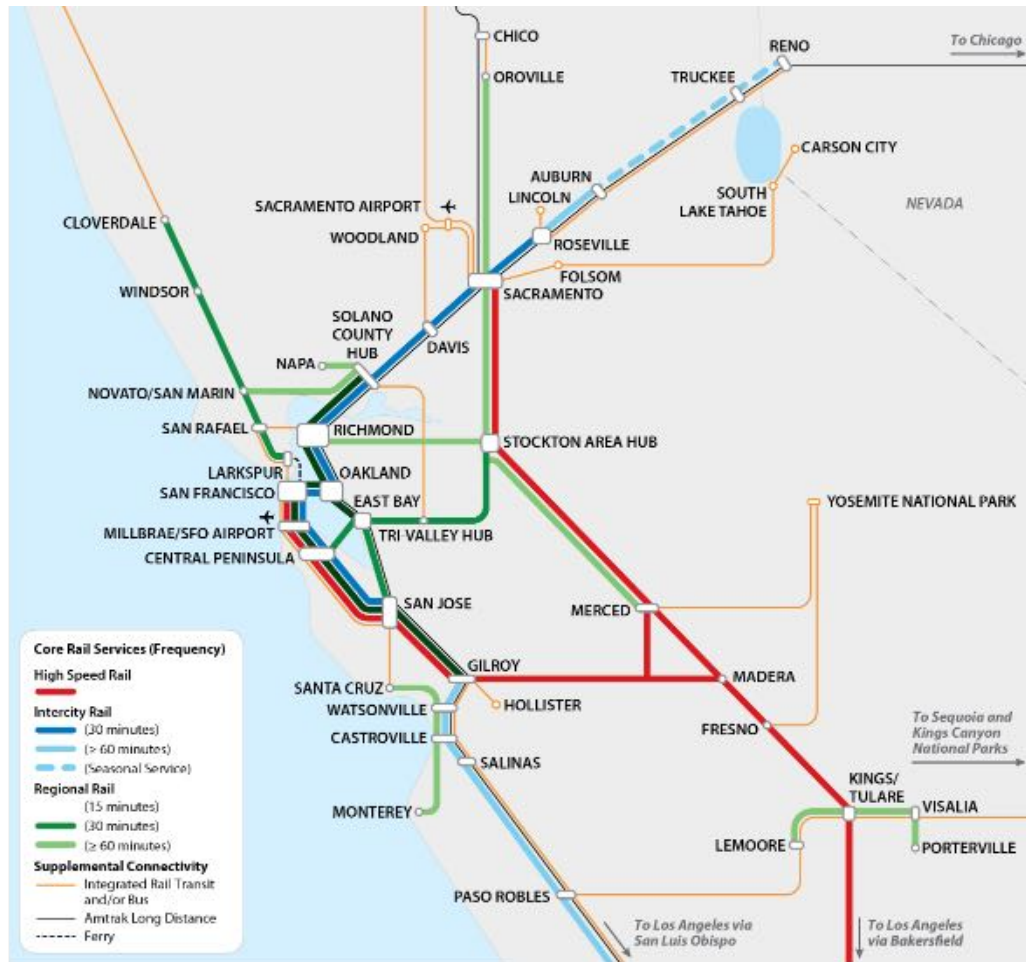 CHICO
OROVILLE
RENO
To Chicago
TRUCKEE
CARSON CITY
AUBURN
LINCOLN
SOUTH
LAKE TAHOE
SACRAMENTO AIRPORT
WOODLAND
ROSEVILLE
NEVADA
CLOVERDALE
FOLSOM
SACRAMENTO
WINDSOR
SOLANO
COUNTY
HUB
DAVIS
NAPA
NOVATO/SAN MARIN
SAN RAFAEL
RICHMOND
STOCKTON AREA HUB
LARKSPUR
OAKLAND
SAN FRANCISCO
EAST BAY
YOSEMITE NATIONAL PARK
MILLBRAE/SFO AIRPORT
TRI-VALLEY HUB
CENTRAL PENINSULA
SAN JOSE
MERCED
GILROY
MADERA
SANTA CRUZ
WATSONVILLE
HOLLISTER
FRESNO
CASTROVILLE
SALINAS
To Sequoia and
Kings Canyon
National Parks
MONTEREY
KINGS/
TULARE
VISALIA
LEMOORE
PORTERVILLE
PASO ROBLES
To Los Angeles via
San Luis Obispo
To Los Angeles
via Bakersfield
Core Rail Services (Frequency)
High Speed Rail
Intercity Rail
(30 minutes)
(> 60 minutes)
(Seasonal Service)
Regional Rail
(15 minutes)
(30 minutes)
(≥ 60 minutes)
Supplemental Connectivity
Integrated Rail Transit
and/or Bus
Amtrak Long Distance
Ferry